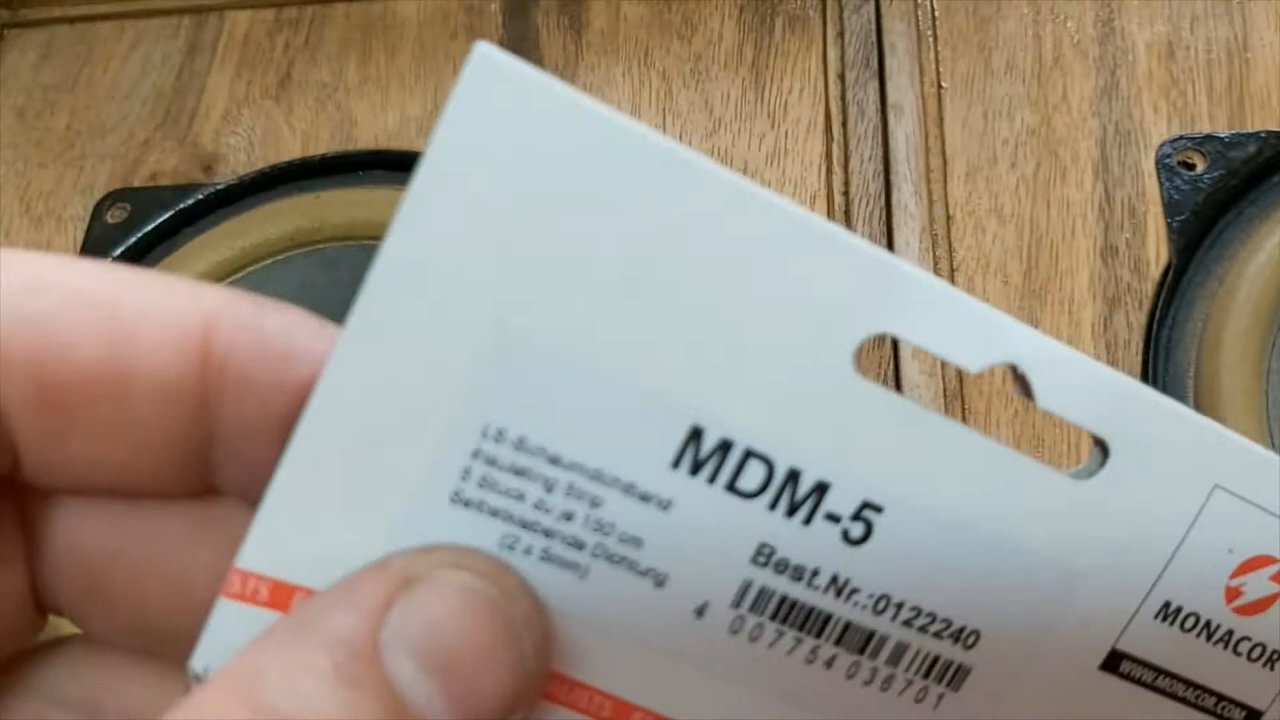 MDM-5
LS-Schaumdichtband
Insulating Strip
5 Stück zu je 150 cm
Selbstklebende Dichtung
(2 x 5mm)
Best.Nr.:0122240
4 007754 036701
MONACOR
WWW.MONACOR.COM